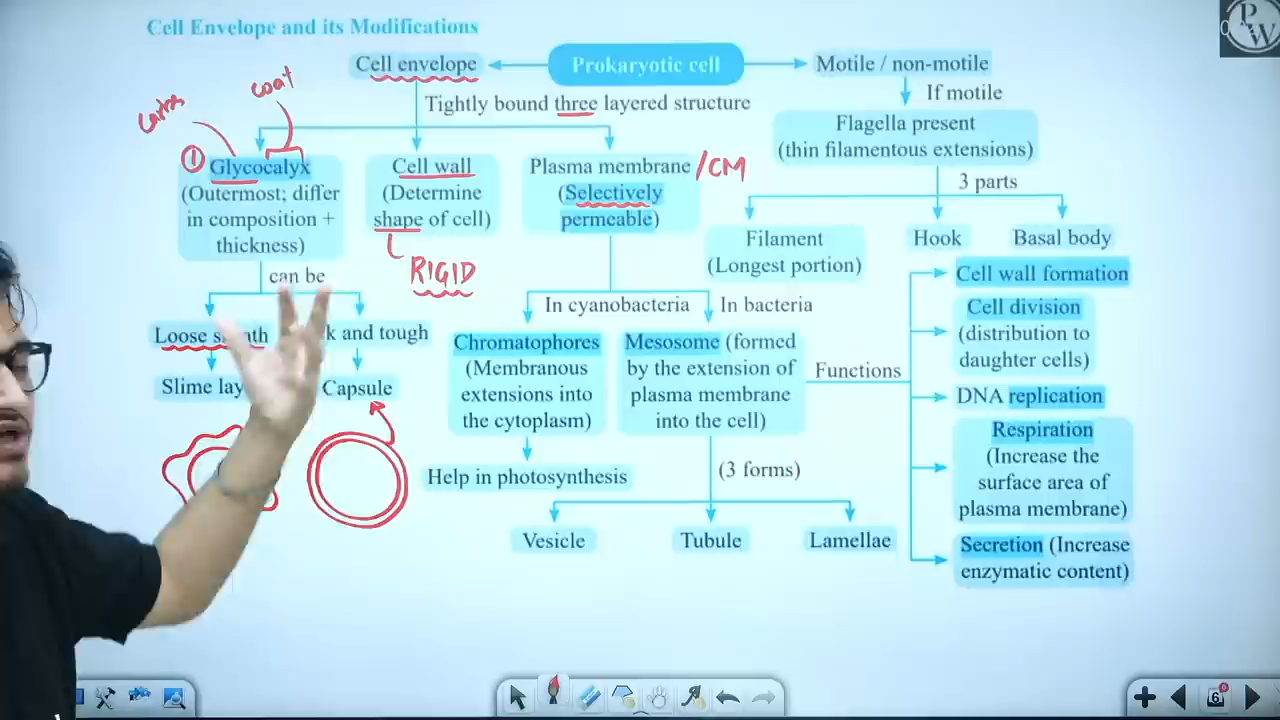 Cell Envelope and its Modifications
PW
Cell envelope
Prokaryotic cell
Motile / non-motile
Tightly bound three layered structure
If motile
coat
Flagella present
(thin filamentous extensions)
3 parts
Filament
(Longest portion)
Hook
Basal body
① Glycocalyx
(Outermost; differ
in composition +
thickness)
can be
Loose
Slime
k and tough
Capsule
Cell wall
(Determine
shape of cell)
RIGID
Plasma membrane /CM
(Selectively
permeable)
In cyanobacteria
In bacteria
Chromatophores
(Membranous
extensions into
the cytoplasm)
Help in photosynthesis
Mesosome (formed
by the extension of
plasma membrane
into the cell)
(3 forms)
Vesicle
Tubule
Lamellae
Functions
Cell wall formation
Cell division
(distribution to
daughter cells)
DNA replication
Respiration
(Increase the
surface area of
plasma membrane)
Secretion (Increase
enzymatic content)
6